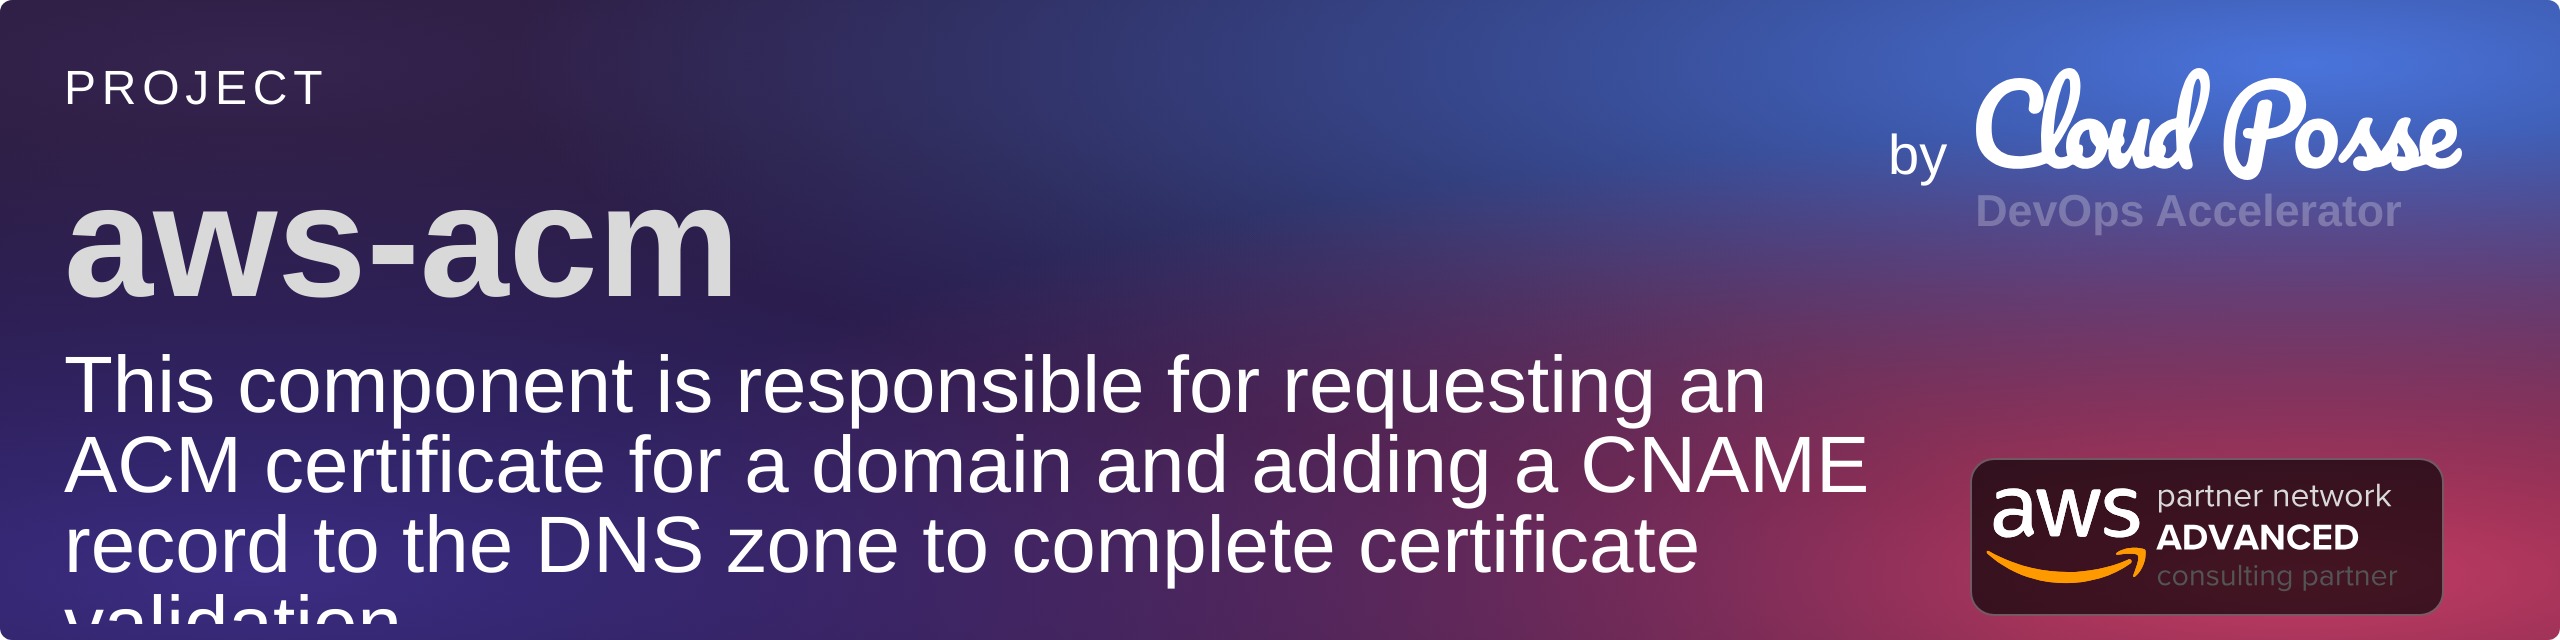 PROJECT
by Cloud Posse
DevOps Accelerator
aws-acm
This component is responsible for requesting an
ACM certificate for a domain and adding a CNAME
record to the DNS zone to complete certificate
validation
aws partner network
ADVANCED
consulting partner